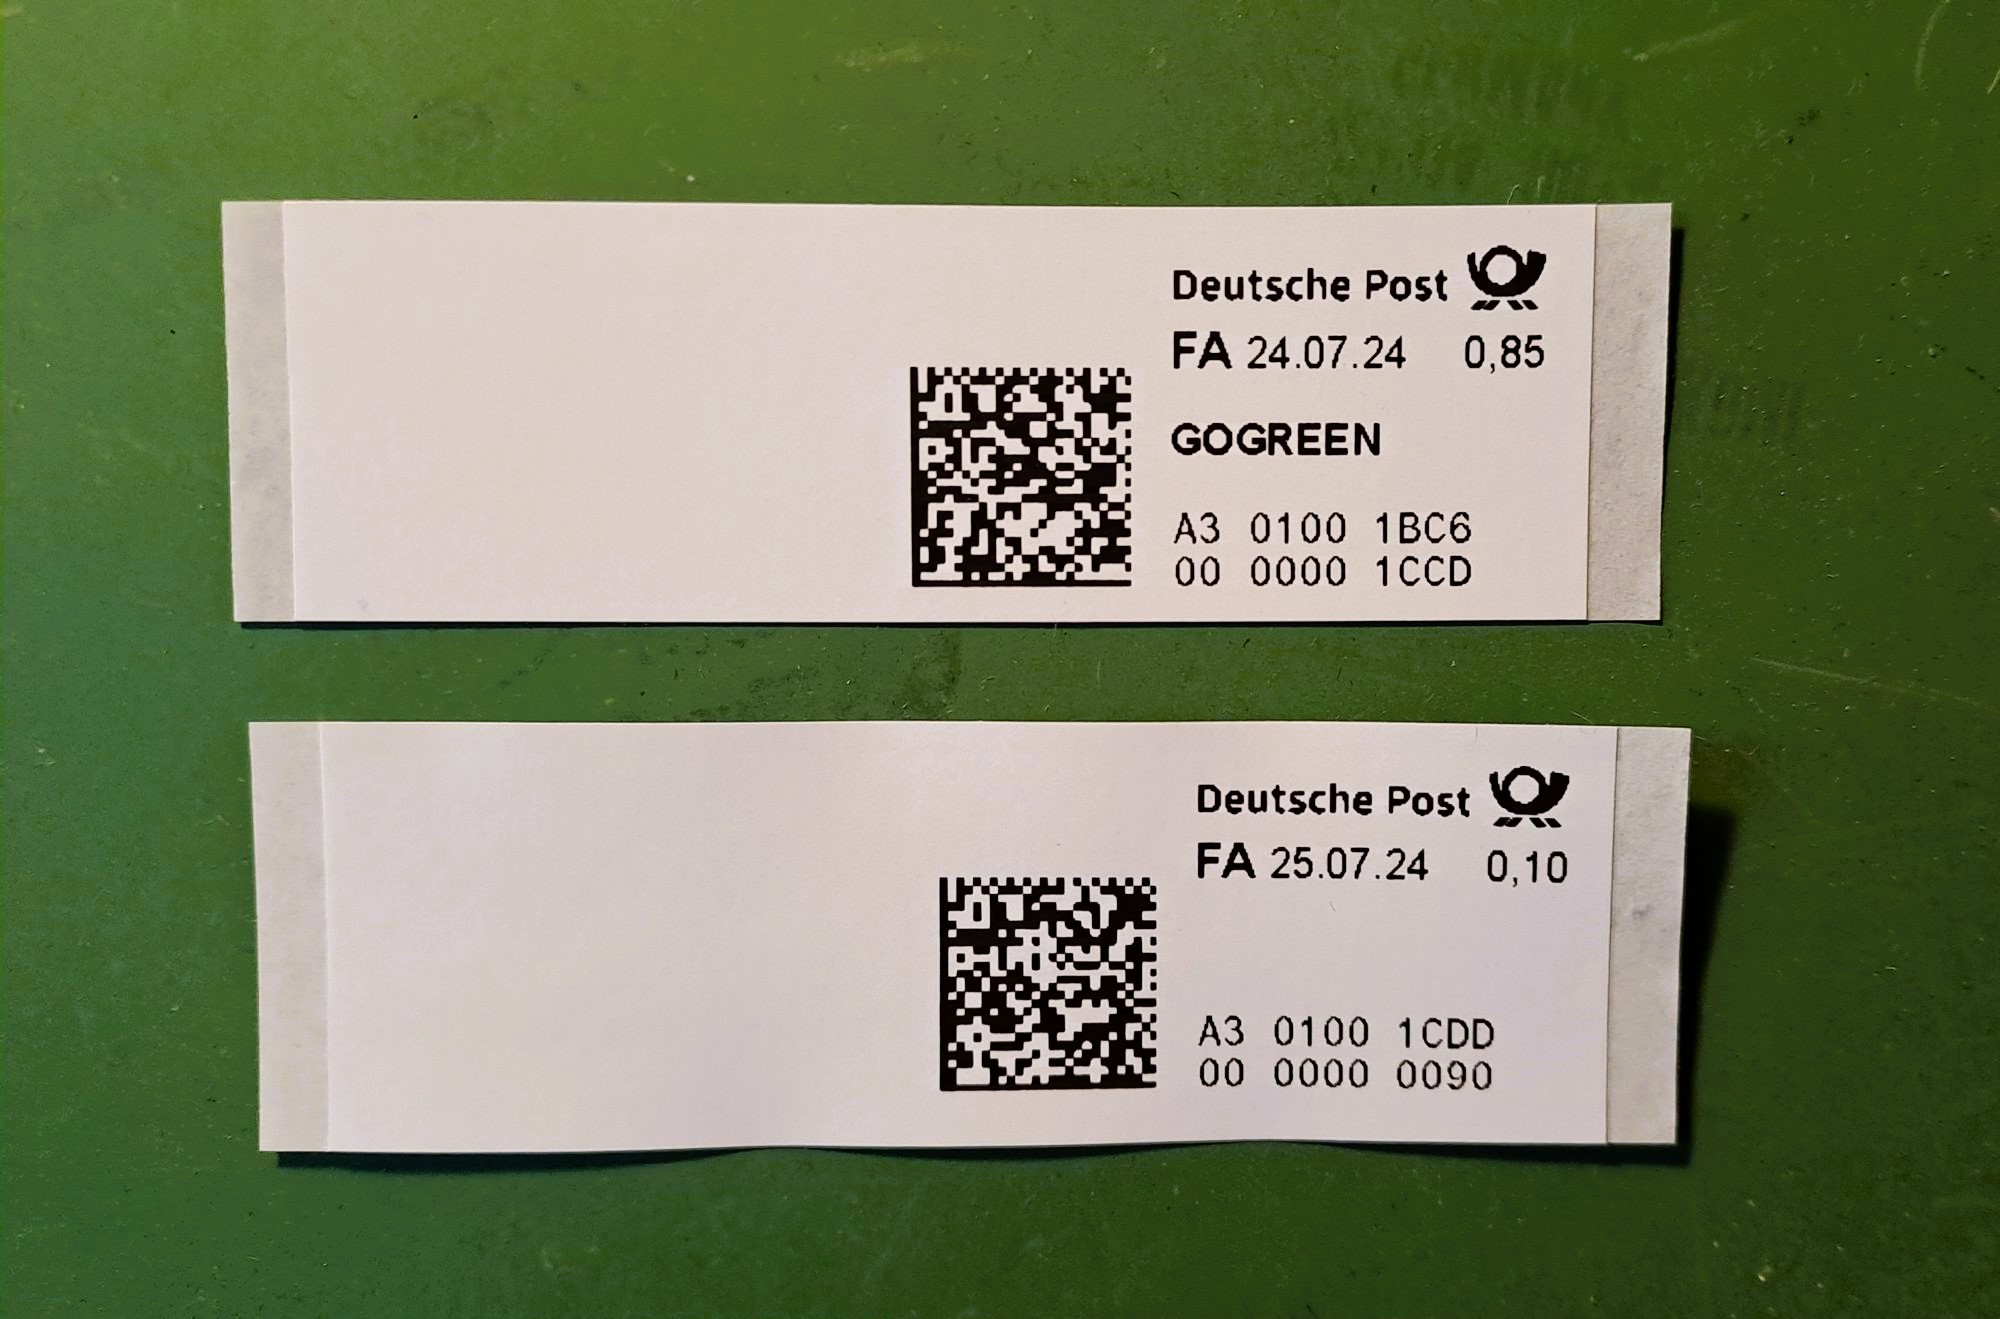 Deutsche Post
FA 24.07.24 0,85
GOGREEN
A3 0100 1BC6
00 0000 1CCD
Deutsche Post
FA 25.07.24 0,10
A3 0100 1CDD
00 0000 0090